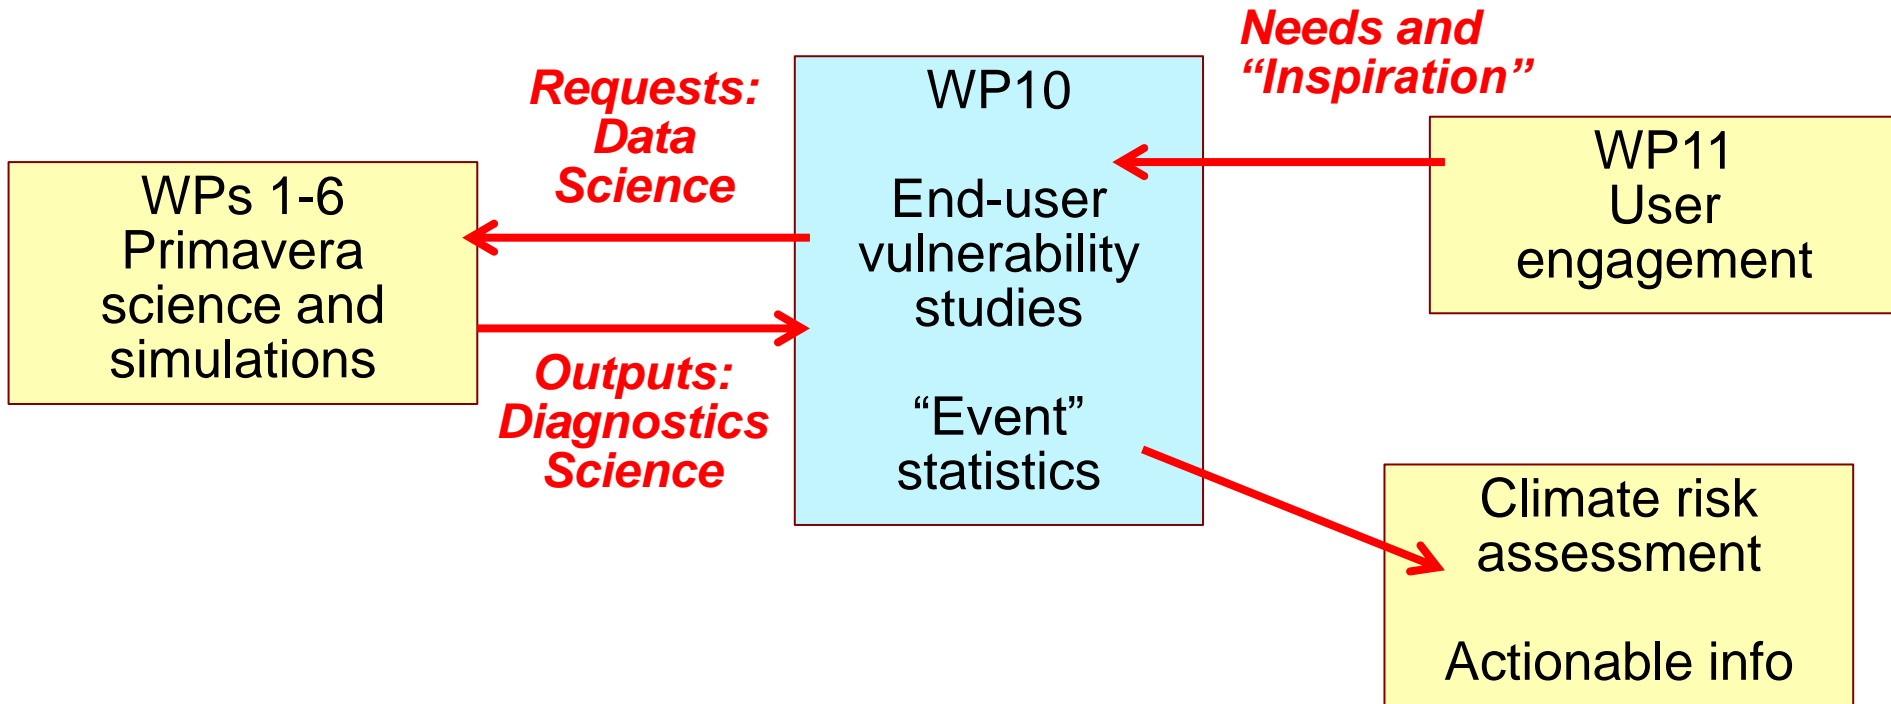 WPs 1-6
Primavera
science and
simulations
Requests:
Data
Science
Outputs:
Diagnostics
Science
WP10
End-user
vulnerability
studies
“Event”
statistics
Needs and
“Inspiration”
WP11
User
engagement
Climate risk
assessment
Actionable info